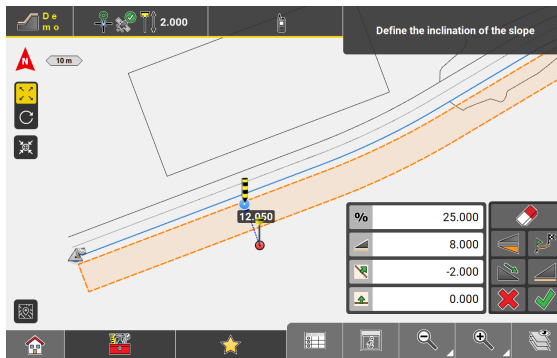 De
mo
2.000
Define the inclination of the slope
N
10 m
12.050
% 25.000
8.000
-2.000
0.000